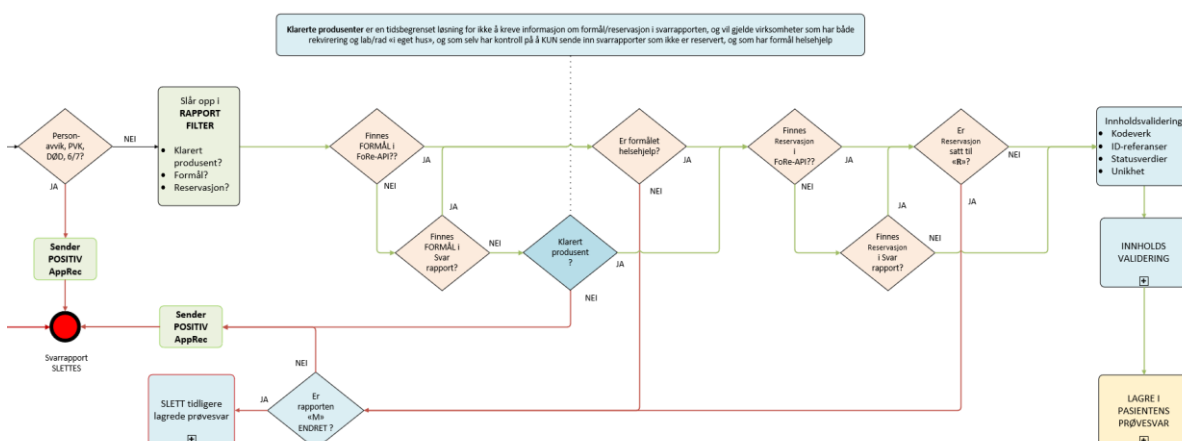 Klarerte produsenter er en tidsbegrenset løsning for ikke å kreve informasjon om formål/reservasjon i svarrapporten, og vil gjelde virksomheter som har både
rekvirering og lab/rad «i eget hus», og som selv har kontroll på å KUN sende inn svarrapporter som ikke er reservert, og som har formål helsehjelp
Person-
avvik, PVK,
DØD, 6/7?
NEI
JA
Slår opp i
RAPPORT
FILTER
• Klarert
produsent?
• Formål?
• Reservasjon?
Finnes
FORMÅL i
FoRe-API??
JA
NEI
Finnes
FORMÅL i
Svar
rapport?
JA
NEI
Klarert
produsent
?
JA
NEI
Er formålet
helsehjelp?
JA
NEI
Finnes
Reservasjon
i
FoRe-API??
JA
NEI
Finnes
Reservasjon
i Svar
rapport?
JA
NEI
Er
Reservasjon
satt til
«R»?
NEI
JA
Innholdsvalidering
• Kodeverk
• ID-referanser
• Statusverdier
• Unikhet
INNHOLDS
VALIDERING
LAGRE I
PASIENTENS
PRØVESVAR
Sender
POSITIV
AppRec
Svarrapport
SLETTES
Sender
POSITIV
AppRec
NEI
Er
rapporten
«M»
ENDRET ?
JA
SLETT tidligere
lagrede prøvesvar